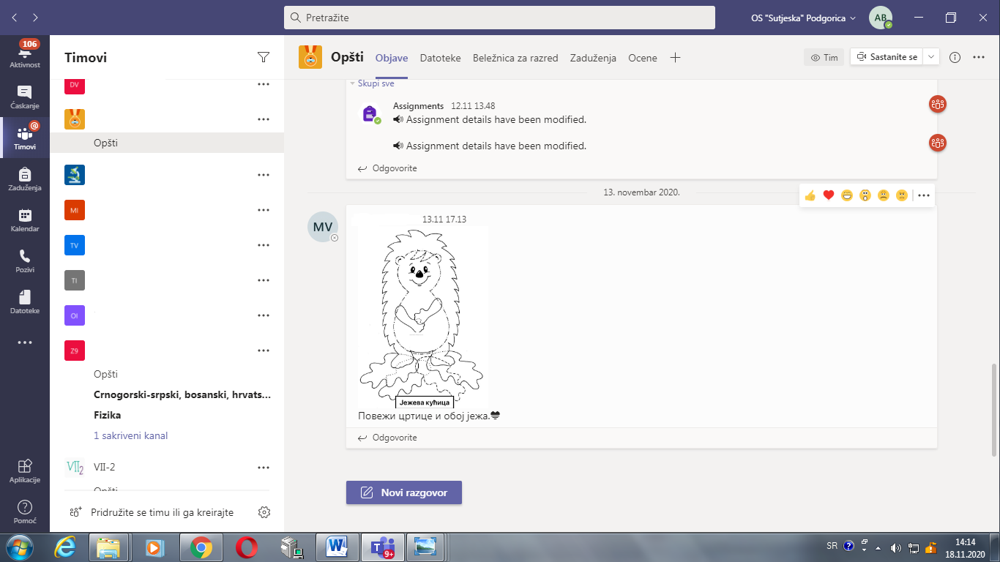 Pretražite
OS "Sutjeska" Podgorica
AB
106
Aktivnost
Ćaskanje
@
Timovi
Zaduženja
Kalendar
Pozivi
Datoteke
Aplikacije
Pomoć
Timovi
DV
Opšti
MI
TV
TI
OI
Z9
Opšti
Crnogorski-srpski, bosanski, hrvats...
Fizika
1 sakriveni kanal
VII2
VII-2
Opšti
Pridružite se timu ili ga kreirajte
Opšti
Objave
Datoteke
Beležnica za razred
Zaduženja
Ocene
Tim
Sastanite se
Skupi sve
Assignments 12.11 13.48
Assignment details have been modified.
Assignment details have been modified.
Odgovorite
13. novembar 2020.
MV
13.11 17.13
Јежева кућица
Повежи цртице и обој јежа.
Odgovorite
Novi razgovor
9+
SR
14:14
18.11.2020